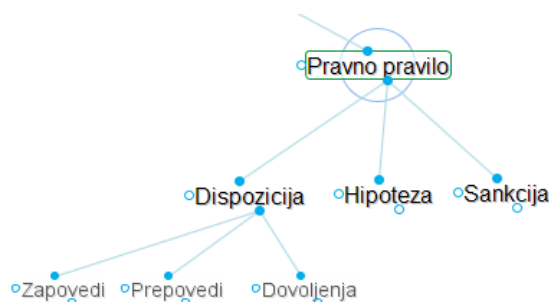 Pravno pravilo
Dispozicija
Hipoteza
Sankcija
Zapovedi
Prepovedi
Dovoljenja